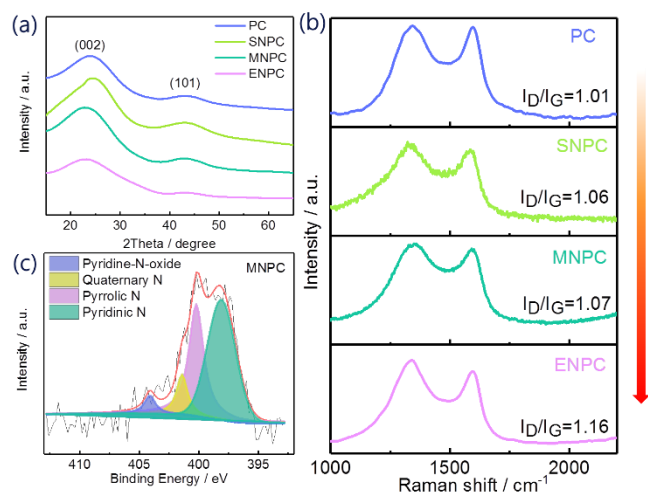 (a)
PC
SNPC
MNPC
ENPC
(002)
(101)
Intensity / a.u.
20 30 40 50 60
2Theta / degree
(c)
MNPC
Pyridine-N-oxide
Quaternary N
Pyrrolic N
Pyridinic N
Intensity / a.u.
410 405 400 395
Binding Energy / eV
(b)
PC
I_D/I_G=1.01
SNPC
I_D/I_G=1.06
MNPC
I_D/I_G=1.07
ENPC
I_D/I_G=1.16
Intensity / a.u.
1000 1500 2000
Raman shift / cm⁻¹